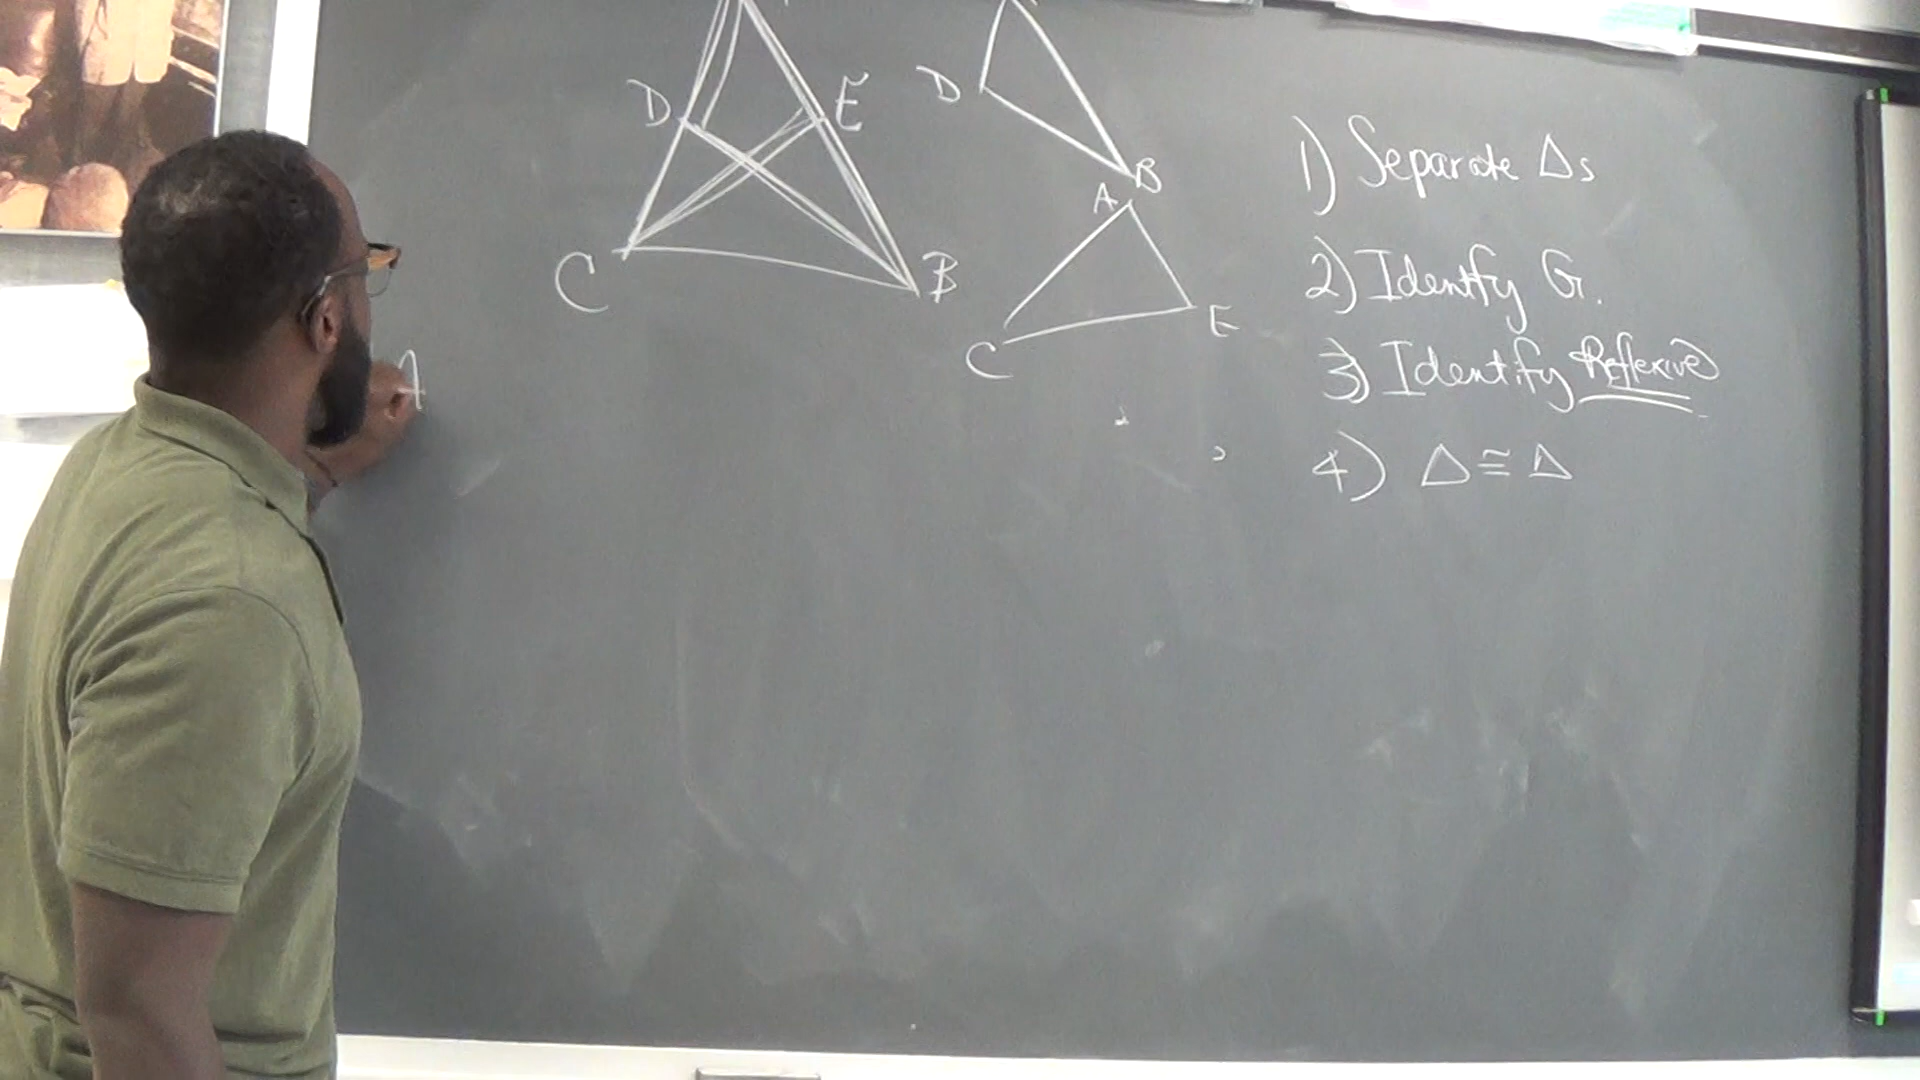 D
E
C
B
D
B
A
C
E
1) Separate Δs
2) Identify G.
3) Identify Reflexive
4) Δ ≅ Δ
A